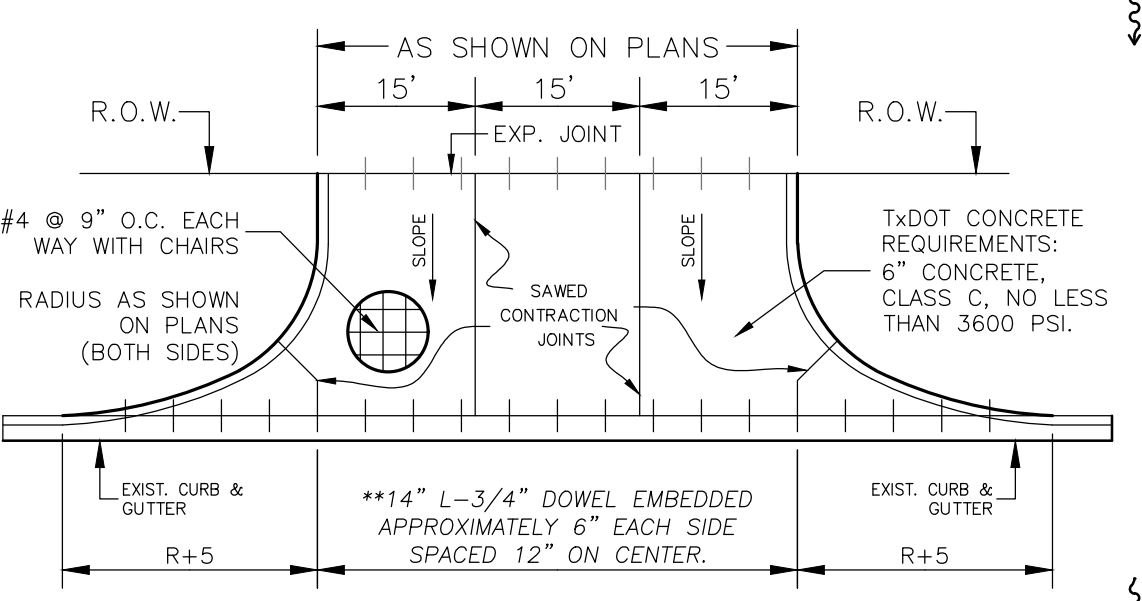 AS SHOWN ON PLANS
15' 15' 15'
R.O.W. R.O.W.
EXP. JOINT
#4 @ 9" O.C. EACH
WAY WITH CHAIRS
RADIUS AS SHOWN
ON PLANS
(BOTH SIDES)
SLOPE
SAWED
CONTRACTION
JOINTS
SLOPE
TxDOT CONCRETE
REQUIREMENTS:
6" CONCRETE,
CLASS C, NO LESS
THAN 3600 PSI.
EXIST. CURB &
GUTTER
**14" L-3/4" DOWEL EMBEDDED
APPROXIMATELY 6" EACH SIDE
SPACED 12" ON CENTER.
EXIST. CURB &
GUTTER
R+5 R+5